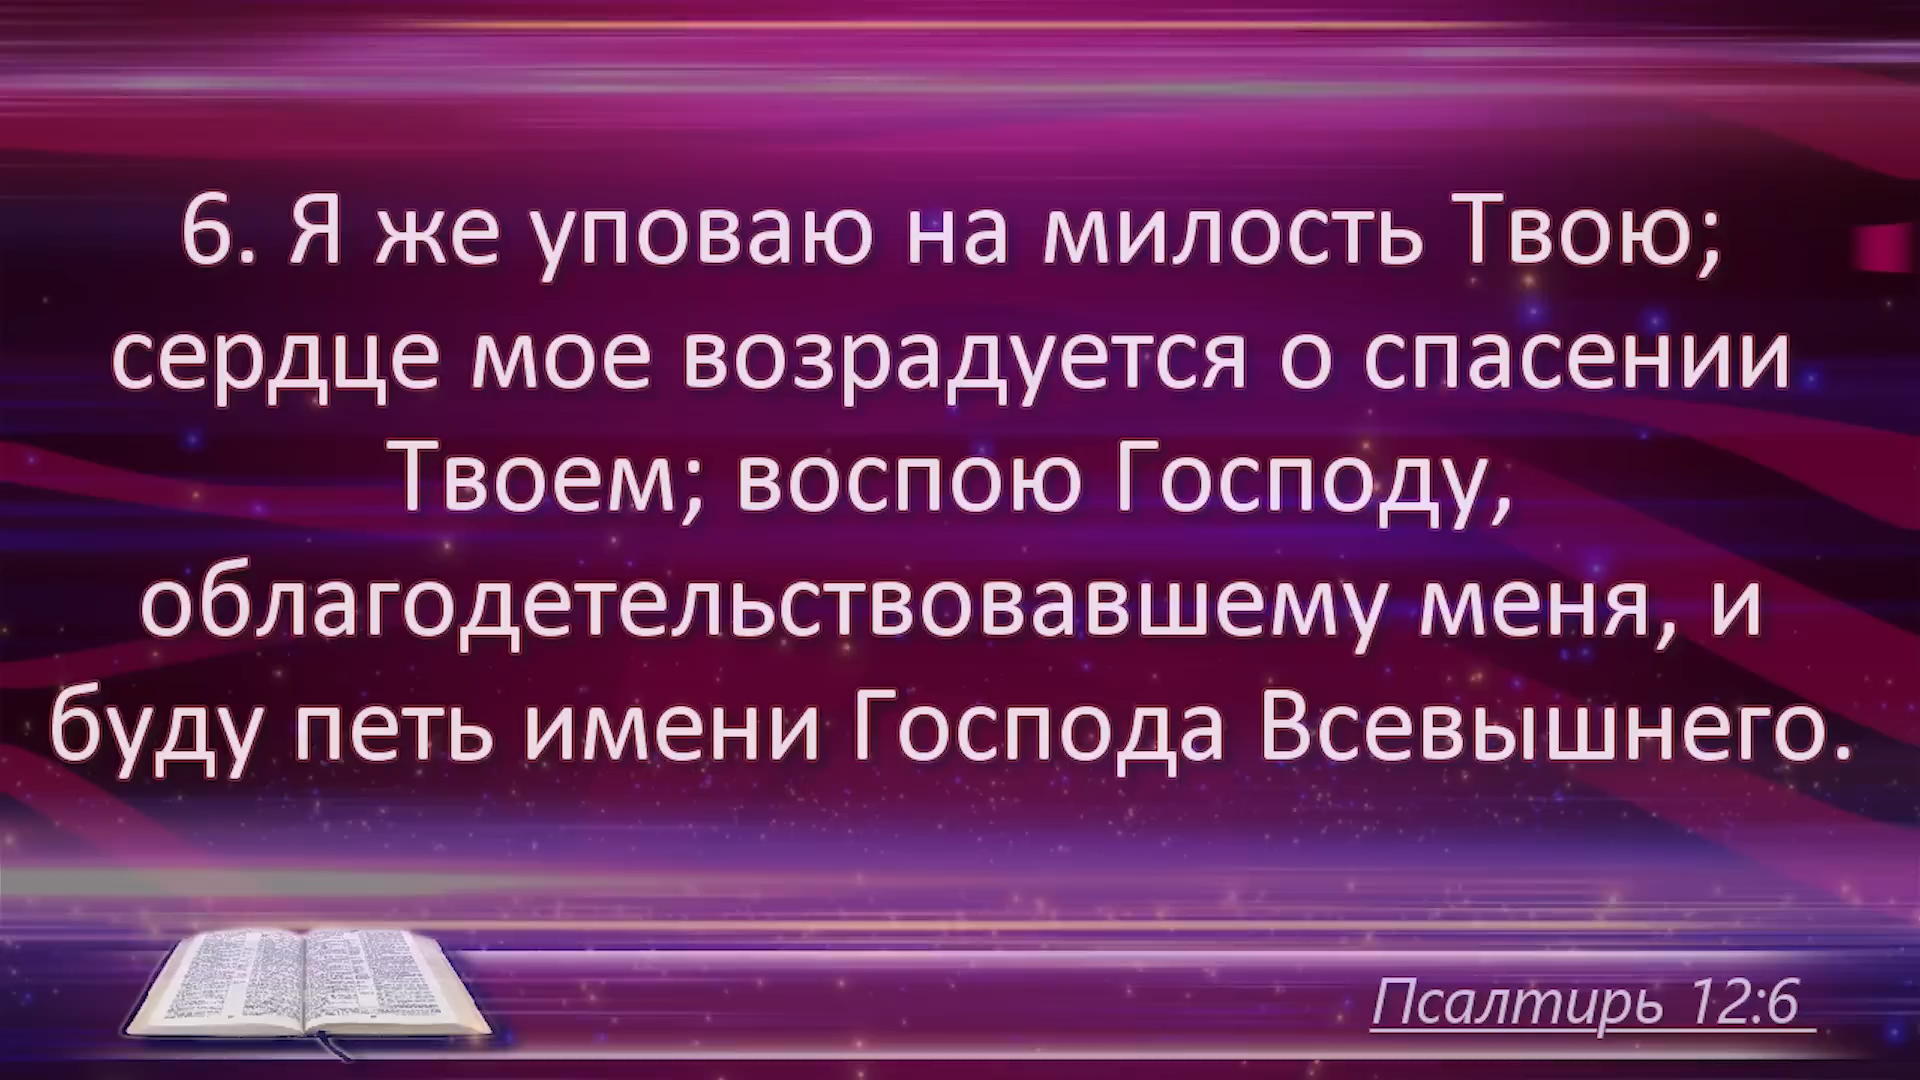 6. Я же уповаю на милость Твою;
сердце мое возрадуется о спасении
Твоем; воспою Господу,
облагодетельствовавшему меня, и
буду петь имени Господа Всевышнего.
Псалтирь 12:6